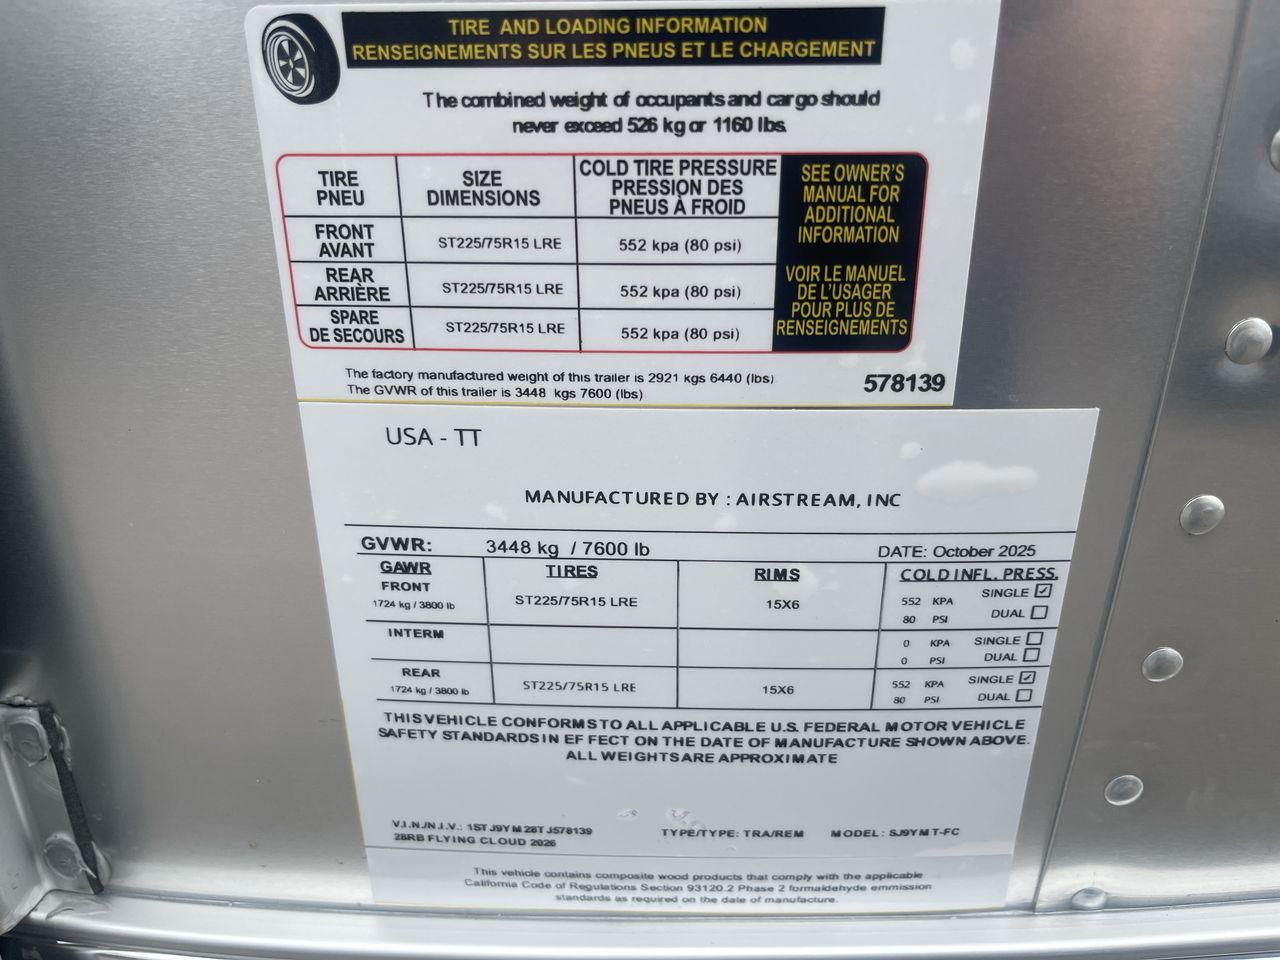 TIRE AND LOADING INFORMATION
RENSEIGNEMENTS SUR LES PNEUS ET LE CHARGEMENT
The combined weight of occupants and cargo should
never exceed 526 kg or 1160 lbs.
TIRE PNEU | SIZE DIMENSIONS | COLD TIRE PRESSURE PRESSION DES PNEUS À FROID
FRONT AVANT | ST225/75R15 LRE | 552 kpa (80 psi)
REAR ARRIÈRE | ST225/75R15 LRE | 552 kpa (80 psi)
SPARE DE SECOURS | ST225/75R15 LRE | 552 kpa (80 psi)
SEE OWNER'S
MANUAL FOR
ADDITIONAL
INFORMATION
VOIR LE MANUEL
DE L'USAGER
POUR PLUS DE
RENSEIGNEMENTS
The factory manufactured weight of this trailer is 2921 kgs 6440 (lbs)
The GVWR of this trailer is 3448 kgs 7600 (lbs)
578139
USA - TT
MANUFACTURED BY : AIRSTREAM, INC
GVWR: 3448 kg / 7600 lb DATE: October 2025
GAWR TIRES RIMS COLD INFL. PRESS.
FRONT
1724 kg / 3800 lb ST225/75R15 LRE 15X6 552 KPA SINGLE ☑
80 PSI DUAL ☐
INTERM 0 KPA SINGLE ☐
0 PSI DUAL ☐
REAR
1724 kg / 3800 lb ST225/75R15 LRE 15X6 552 KPA SINGLE ☑
80 PSI DUAL ☐
THIS VEHICLE CONFORMS TO ALL APPLICABLE U.S. FEDERAL MOTOR VEHICLE
SAFETY STANDARDS IN EFFECT ON THE DATE OF MANUFACTURE SHOWN ABOVE.
ALL WEIGHTS ARE APPROXIMATE
V.I.N./N.I.V.: 1STJ9YM28TJ578139
28RB FLYING CLOUD 2026
TYPE/TYPE: TRA/REM MODEL: SJ9YMT-FC
This vehicle contains composite wood products that comply with the applicable
California Code of Regulations Section 93120.2 Phase 2 formaldehyde emmission
standards as required on the date of manufacture.